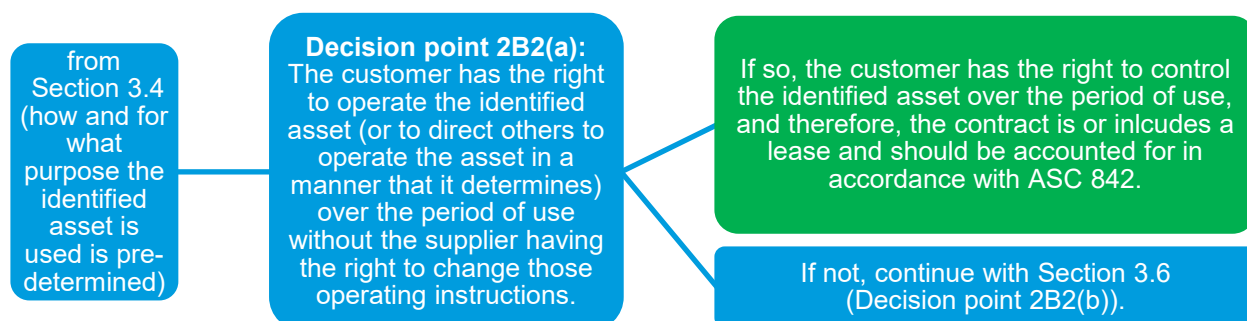 from
Section 3.4
(how and for
what
purpose the
identified
asset is
used is pre-
determined)
Decision point 2B2(a):
The customer has the right
to operate the identified
asset (or to direct others to
operate the asset in a
manner that it determines)
over the period of use
without the supplier having
the right to change those
operating instructions.
If so, the customer has the right to control
the identified asset over the period of use,
and therefore, the contract is or inlcudes a
lease and should be accounted for in
accordance with ASC 842.
If not, continue with Section 3.6
(Decision point 2B2(b)).